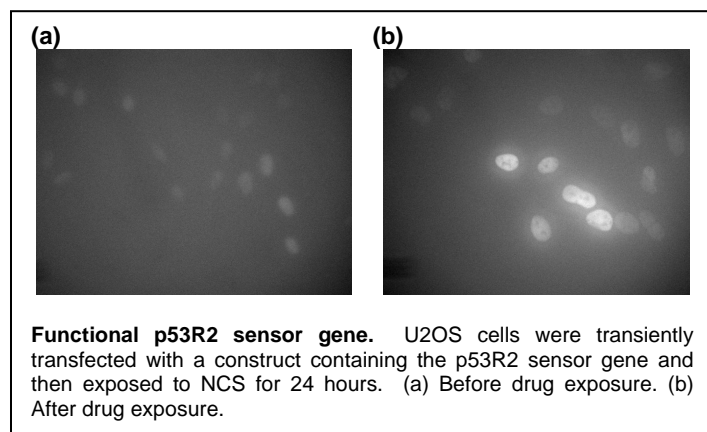 (a) (b)
Functional p53R2 sensor gene. U2OS cells were transiently
transfected with a construct containing the p53R2 sensor gene and
then exposed to NCS for 24 hours. (a) Before drug exposure. (b)
After drug exposure.